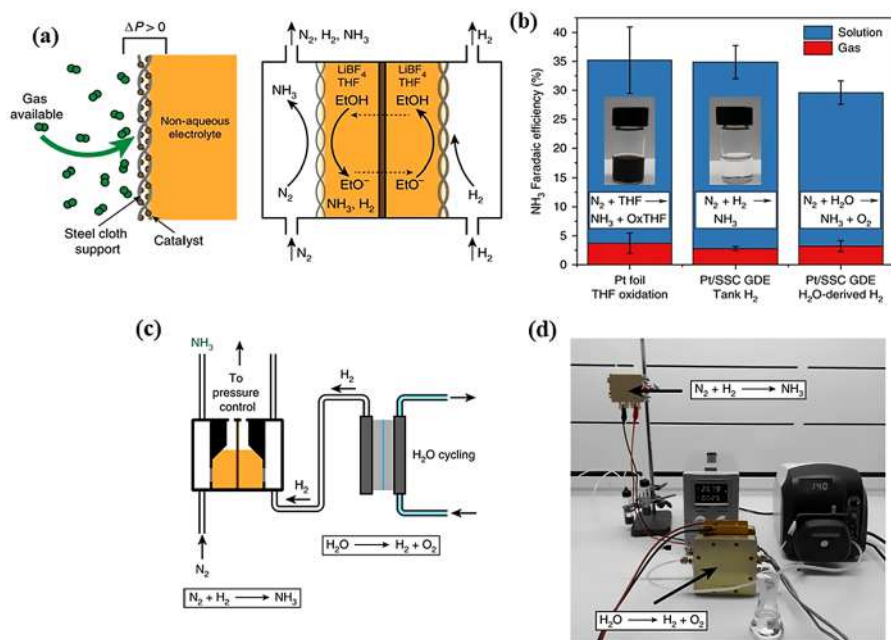 (a)
ΔP > 0
Gas
available
Non-aqueous
electrolyte
Steel cloth
support
Catalyst
N₂, H₂, NH₃
H₂
LiBF₄
THF
LiBF₄
THF
NH₃
EtOH
EtOH
N₂
EtO⁻
EtO⁻
H₂
NH₃, H₂
N₂
H₂
(b)
NH₃ Faradaic efficiency (%)
40
35
30
25
20
15
10
5
0
Solution
Gas
N₂ + THF
NH₃ + OxTHF
N₂ + H₂
NH₃
N₂ + H₂O
NH₃ + O₂
Pt foil
THF oxidation
Pt/SSC GDE
Tank H₂
Pt/SSC GDE
H₂O-derived H₂
(c)
NH₃
To
pressure
control
H₂
H₂
H₂O cycling
N₂
H₂O → H₂ + O₂
N₂ + H₂ → NH₃
(d)
N₂ + H₂ → NH₃
140
H₂O → H₂ + O₂